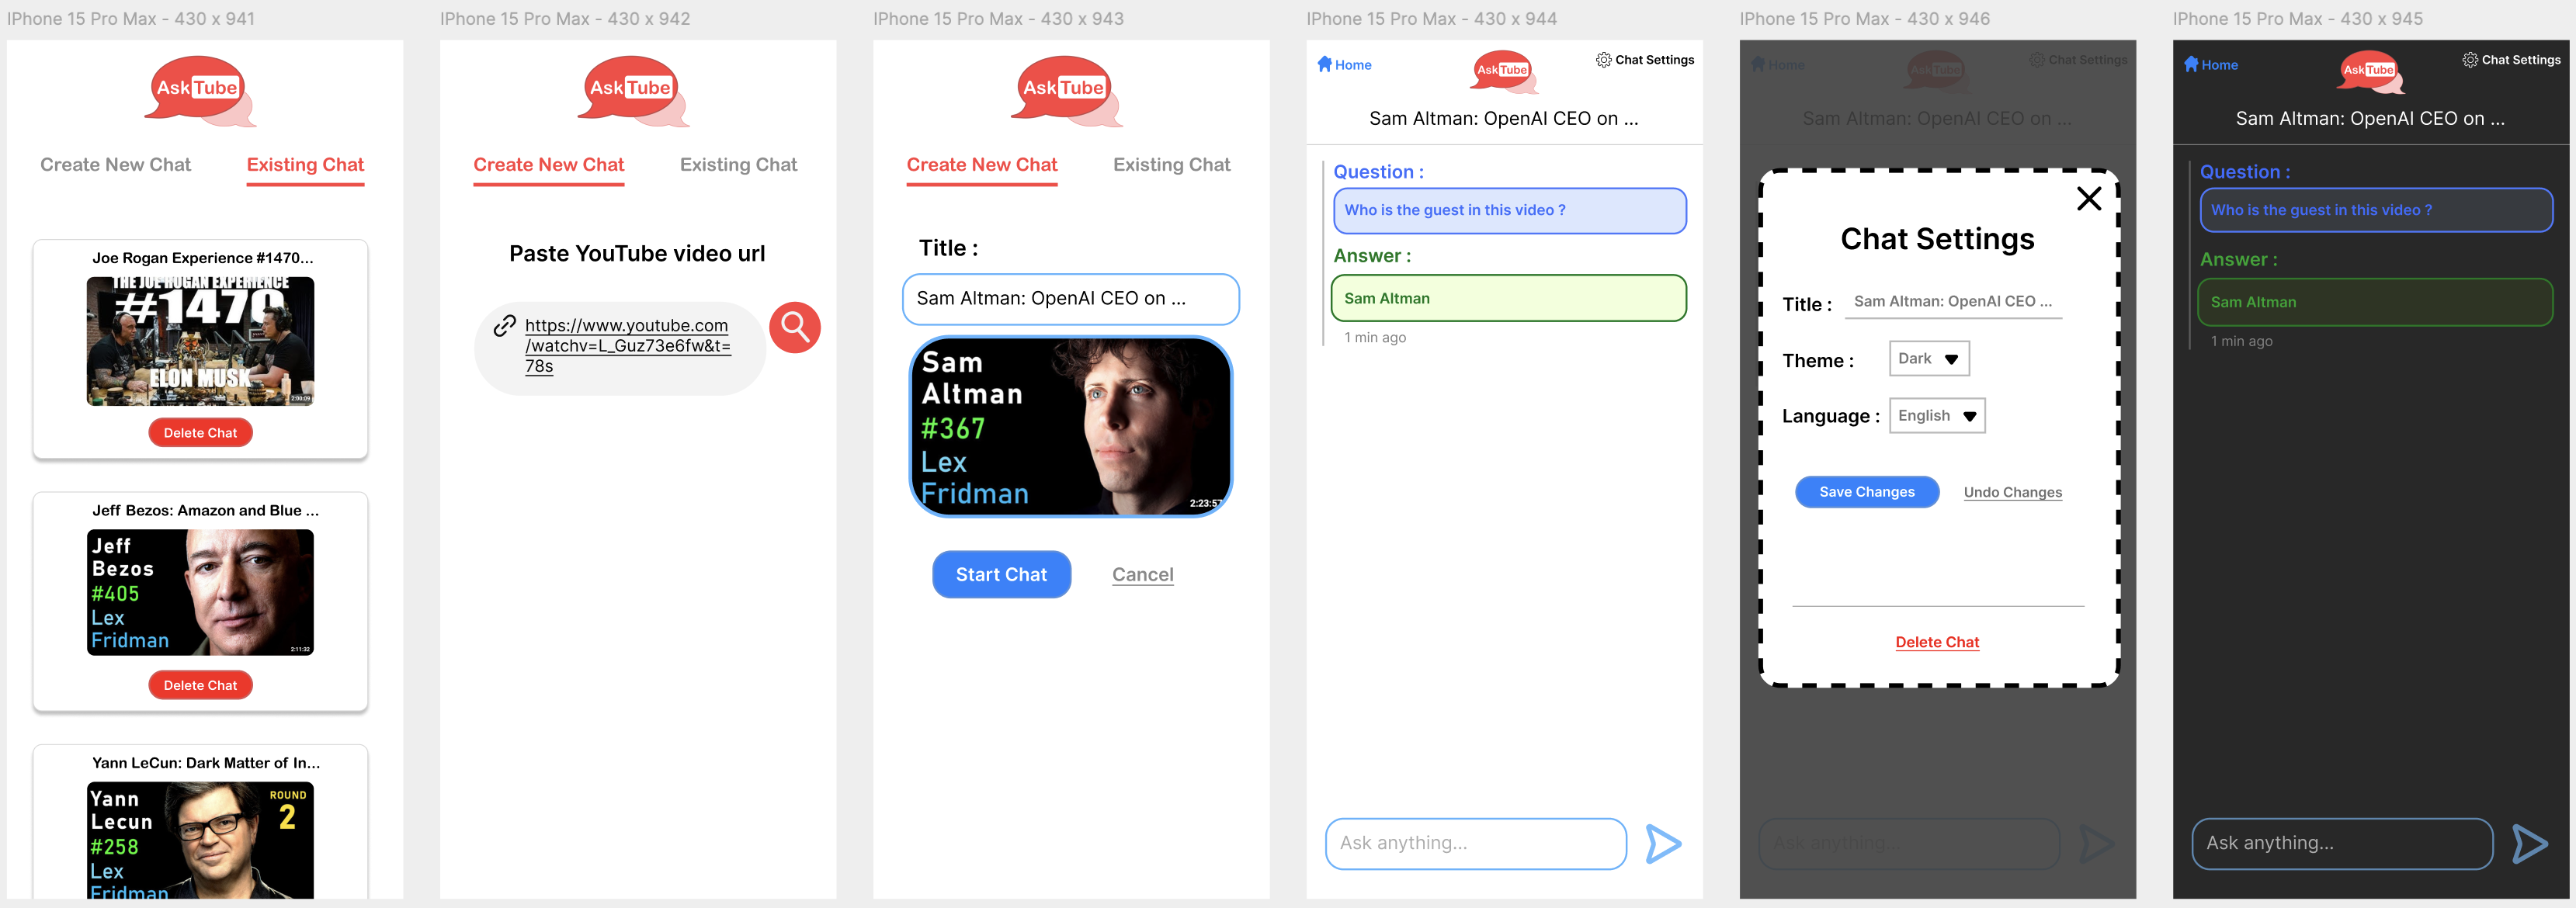 IPhone 15 Pro Max - 430 x 941
AskTube
Create New Chat
Existing Chat
Joe Rogan Experience #1470...
THE JOE ROGAN EXPERIENCE
#1470
ELON MUSK
2:00:09
Delete Chat
Jeff Bezos: Amazon and Blue ...
Jeff
Bezos
#405
Lex
Fridman
2:11:32
Delete Chat
Yann LeCun: Dark Matter of In...
Yann
Lecun
#258
Lex
Fridman
ROUND
2
IPhone 15 Pro Max - 430 x 942
AskTube
Create New Chat
Existing Chat
Paste YouTube video url
https://www.youtube.com
/watchv=L_Guz73e6fw&t=
78s
IPhone 15 Pro Max - 430 x 943
AskTube
Create New Chat
Existing Chat
Title :
Sam Altman: OpenAI CEO on ...
Sam
Altman
#367
Lex
Fridman
2:23:57
Start Chat
Cancel
IPhone 15 Pro Max - 430 x 944
Home
AskTube
Chat Settings
Sam Altman: OpenAI CEO on ...
Question :
Who is the guest in this video ?
Answer :
Sam Altman
1 min ago
Ask anything...
IPhone 15 Pro Max - 430 x 946
Home
AskTube
Chat Settings
Sam Altman: OpenAI CEO on ...
Chat Settings
Title :
Sam Altman: OpenAI CEO ...
Theme :
Dark
Language :
English
Save Changes
Undo Changes
Delete Chat
Ask anything...
IPhone 15 Pro Max - 430 x 945
Home
AskTube
Chat Settings
Sam Altman: OpenAI CEO on ...
Question :
Who is the guest in this video ?
Answer :
Sam Altman
1 min ago
Ask anything...